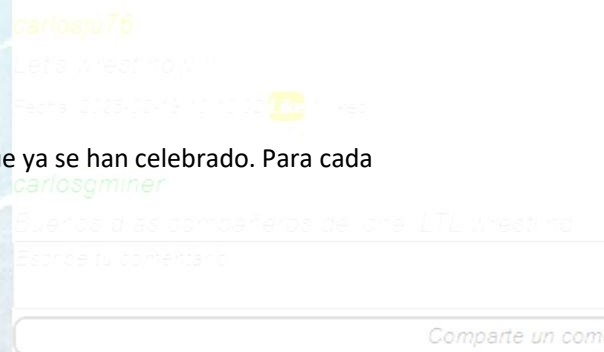 carlosju76
Let's wrestling!!!
Like
e ya se han celebrado. Para cada
carlosgminer
Buenos días compañeros de LTL wrestling
Escribe tu comentario
Comparte un com